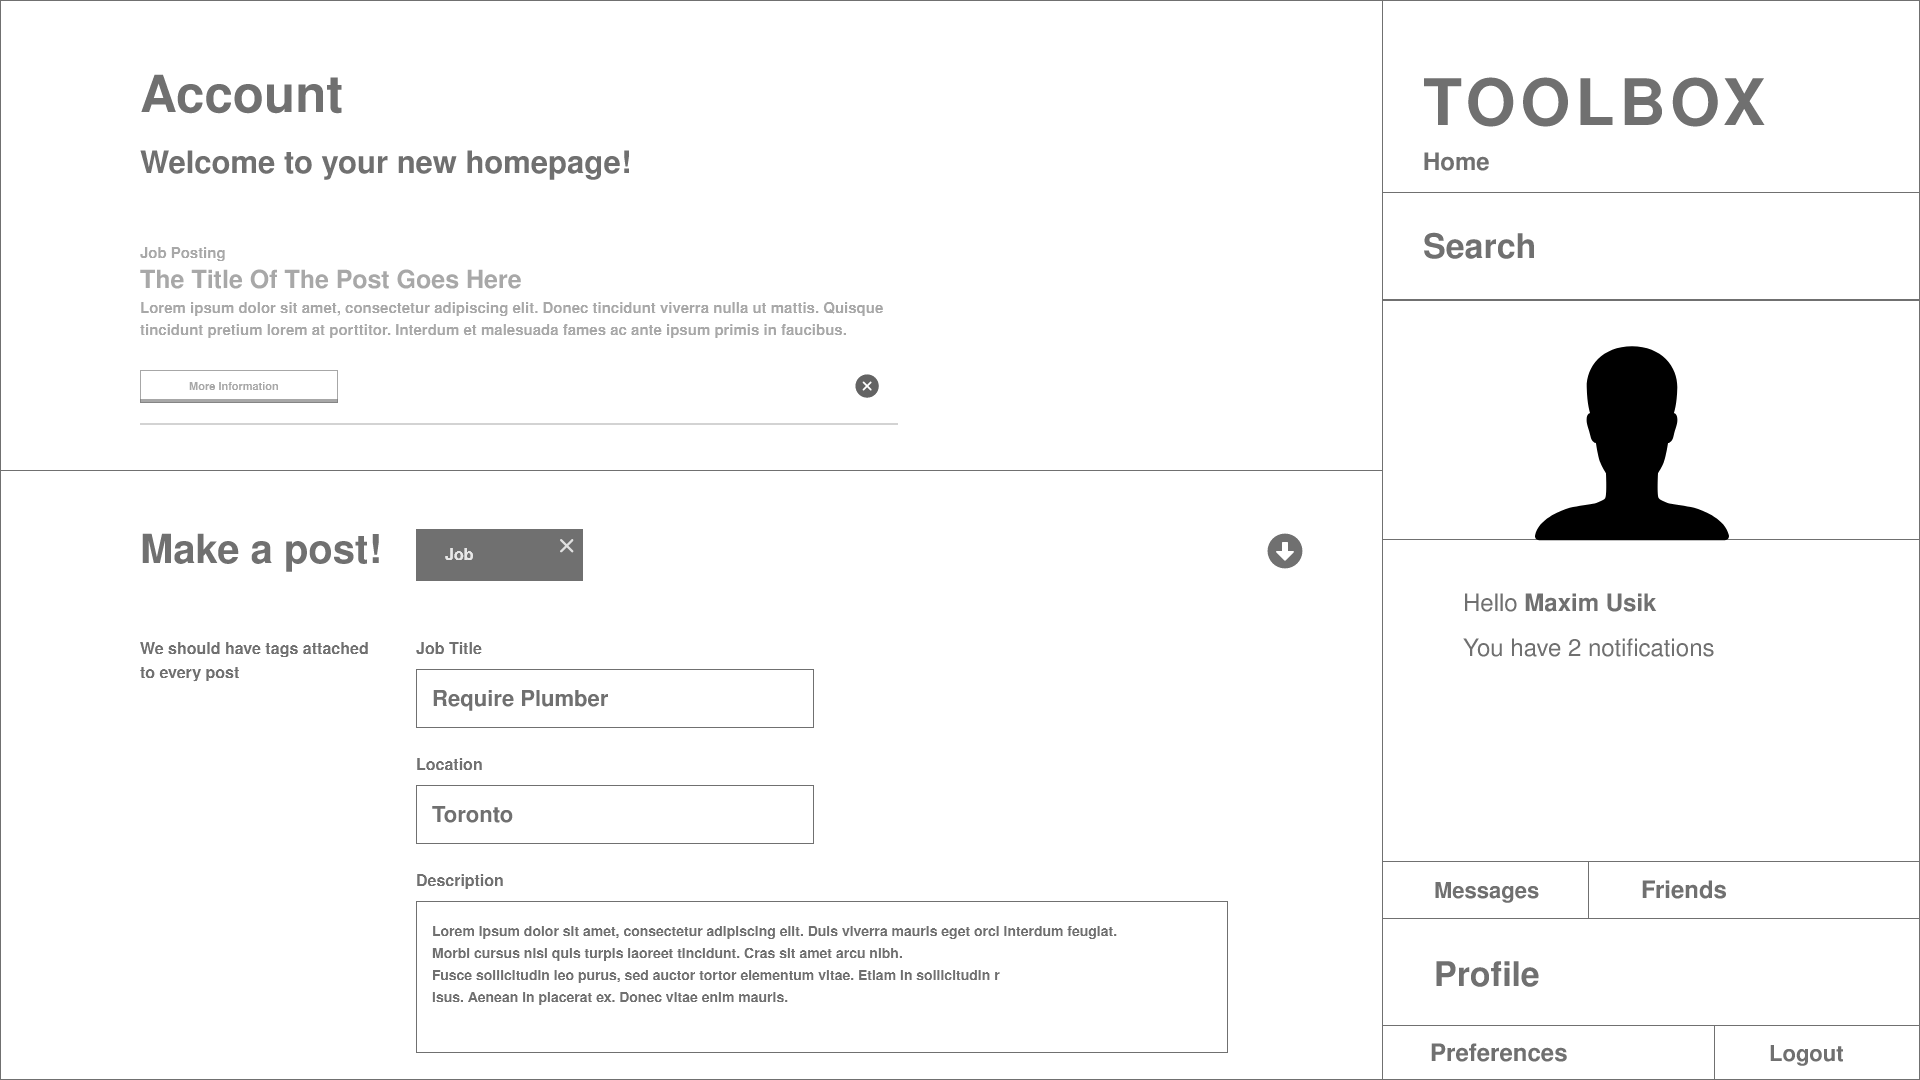 Account
Welcome to your new homepage!
Job Posting
The Title Of The Post Goes Here
Lorem ipsum dolor sit amet, consectetur adipiscing elit. Donec tincidunt viverra nulla ut mattis. Quisque
tincidunt pretium lorem at porttitor. Interdum et malesuada fames ac ante ipsum primis in faucibus.
More Information
Make a post!
Job
We should have tags attached
to every post
Job Title
Require Plumber
Location
Toronto
Description
Lorem ipsum dolor sit amet, consectetur adipiscing elit. Duis viverra mauris eget orci interdum feugiat.
Morbi cursus nisi quis turpis laoreet tincidunt. Cras sit amet arcu nibh.
Fusce sollicitudin leo purus, sed auctor tortor elementum vitae. Etiam in sollicitudin r
isus. Aenean in placerat ex. Donec vitae enim mauris.
TOOLBOX
Home
Search
Hello Maxim Usik
You have 2 notifications
Messages
Friends
Profile
Preferences
Logout